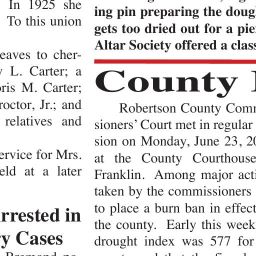 In 1925 she
To this union
eaves to cher-
L. Carter; a
ris M. Carter;
roctor, Jr.; and
relatives and
ervice for Mrs.
eld at a later
rrested in
y Cases
ing pin preparing the doug
gets too dried out for a pie
Altar Society offered a class
County
Robertson County Com
sioners' Court met in regular
sion on Monday, June 23, 20
at the County Courthouse
Franklin. Among major acti
taken by the commissioners
to place a burn ban in effect
the county. Early this week
drought index was 577 for